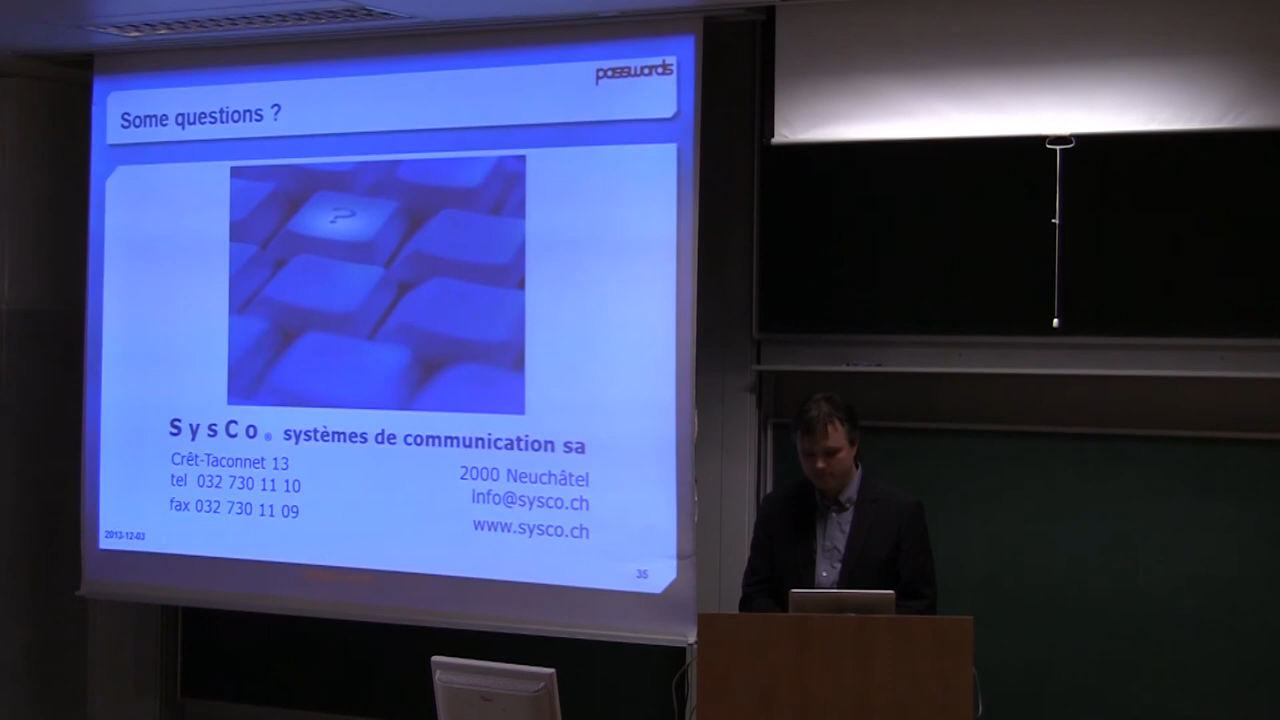 passwords
Some questions ?
?
SysCo® systèmes de communication sa
Crêt-Taconnet 13
2000 Neuchâtel
tel 032 730 11 10
info@sysco.ch
fax 032 730 11 09
www.sysco.ch
2013-12-03
35